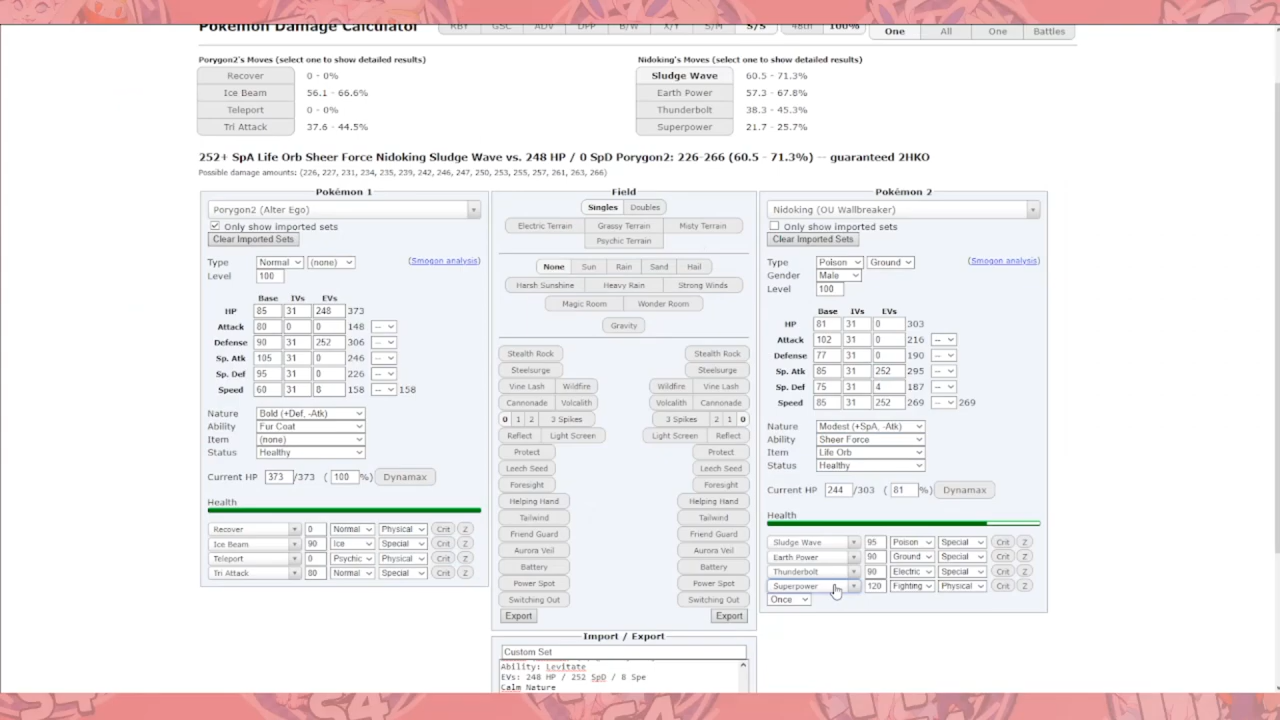 Pokémon Damage Calculator RBY GSC ADV DPP B/W X/Y S/M S/S 48th 100% One All One Battles
Porygon2's Moves (select one to show detailed results)
Recover 0 - 0%
Ice Beam 56.1 - 66.6%
Teleport 0 - 0%
Tri Attack 37.6 - 44.5%
Nidoking's Moves (select one to show detailed results)
Sludge Wave 60.5 - 71.3%
Earth Power 57.3 - 67.8%
Thunderbolt 38.3 - 45.3%
Superpower 21.7 - 25.7%
252+ SpA Life Orb Sheer Force Nidoking Sludge Wave vs. 248 HP / 0 SpD Porygon2: 226-266 (60.5 - 71.3%) -- guaranteed 2HKO
Possible damage amounts: (226, 227, 231, 234, 235, 239, 242, 246, 247, 250, 253, 255, 257, 261, 263, 266)
Pokémon 1
Porygon2 (Alter Ego)
Only show imported sets
Clear Imported Sets
Type Normal (none) (Smogon analysis)
Level 100
Base IVs EVs
HP 85 31 248 373
Attack 80 0 0 148 --
Defense 90 31 252 306 --
Sp. Atk 105 31 0 246 --
Sp. Def 95 31 0 226 --
Speed 60 31 8 158 -- 158
Nature Bold (+Def, -Atk)
Ability Fur Coat
Item (none)
Status Healthy
Current HP 373 /373 ( 100 %) Dynamax
Health
Recover 0 Normal Physical Crit Z
Ice Beam 90 Ice Special Crit Z
Teleport 0 Psychic Physical Crit Z
Tri Attack 80 Normal Special Crit Z
Field
Singles Doubles
Electric Terrain Grassy Terrain Misty Terrain
Psychic Terrain
None Sun Rain Sand Hail
Harsh Sunshine Heavy Rain Strong Winds
Magic Room Wonder Room
Gravity
Stealth Rock Stealth Rock
Steelsurge Steelsurge
Vine Lash Wildfire Wildfire Vine Lash
Cannonade Volcalith Volcalith Cannonade
0 1 2 3 Spikes 3 Spikes 2 1 0
Reflect Light Screen Light Screen Reflect
Protect Protect
Leech Seed Leech Seed
Foresight Foresight
Helping Hand Helping Hand
Tailwind Tailwind
Friend Guard Friend Guard
Aurora Veil Aurora Veil
Battery Battery
Power Spot Power Spot
Switching Out Switching Out
Export Export
Import / Export
Custom Set
Ability: Levitate
EVs: 248 HP / 252 SpD / 8 Spe
Calm Nature
Pokémon 2
Nidoking (OU Wallbreaker)
Only show imported sets
Clear Imported Sets
Type Poison Ground (Smogon analysis)
Gender Male
Level 100
Base IVs EVs
HP 81 31 0 303
Attack 102 31 0 216 --
Defense 77 31 0 190 --
Sp. Atk 85 31 252 295 --
Sp. Def 75 31 4 187 --
Speed 85 31 252 269 -- 269
Nature Modest (+SpA, -Atk)
Ability Sheer Force
Item Life Orb
Status Healthy
Current HP 244 /303 ( 81 %) Dynamax
Health
Sludge Wave 95 Poison Special Crit Z
Earth Power 90 Ground Special Crit Z
Thunderbolt 90 Electric Special Crit Z
Superpower 120 Fighting Physical Crit Z
Once